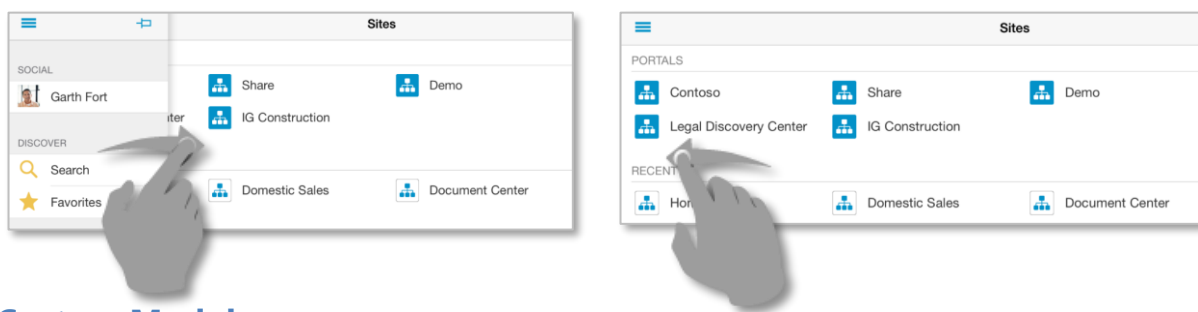 Sites
SOCIAL
Share
Demo
Garth Fort
IG Construction
DISCOVER
Search
Domestic Sales
Document Center
Favorites
Sites
PORTALS
Contoso
Share
Demo
Legal Discovery Center
IG Construction
RECENT
Domestic Sales
Document Center